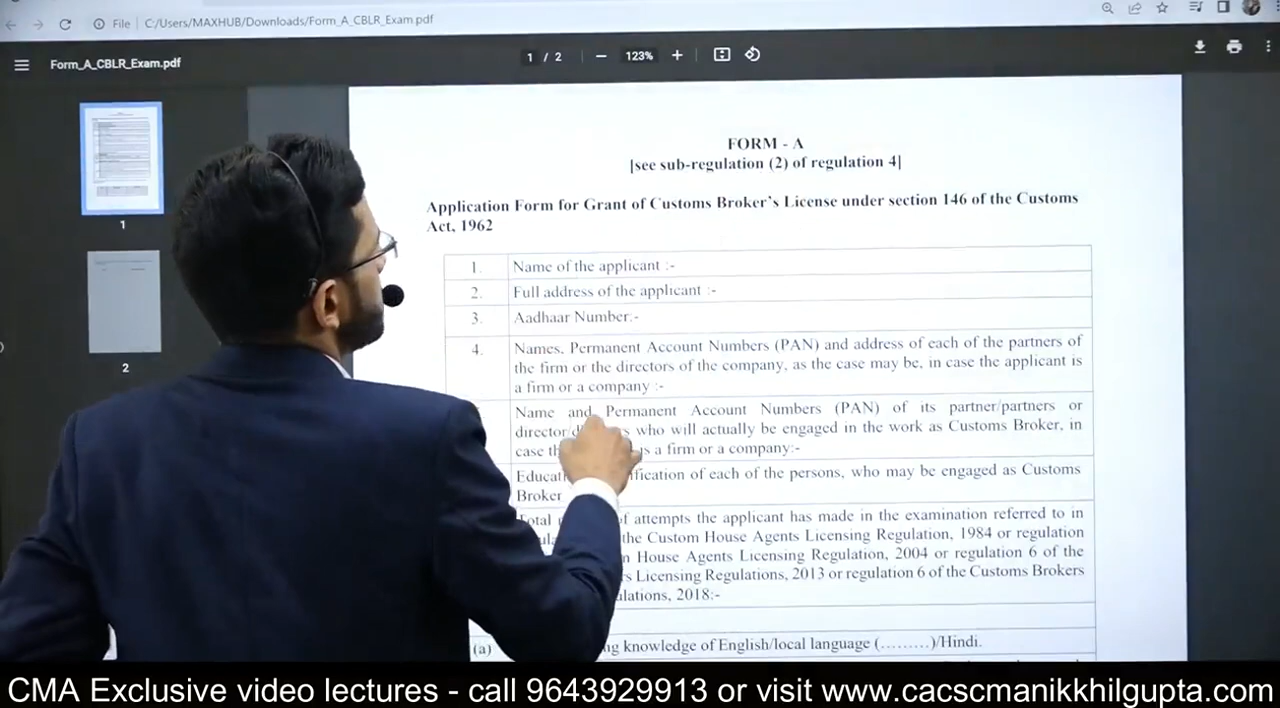 File | C:/Users/MAXHUB/Downloads/Form_A_CBLR_Exam.pdf
Form_A_CBLR_Exam.pdf
1 / 2
123%
1
2
FORM - A
[see sub-regulation (2) of regulation 4]
Application Form for Grant of Customs Broker's License under section 146 of the Customs
Act, 1962
1. Name of the applicant :-
2. Full address of the applicant :-
3. Aadhaar Number:-
4. Names, Permanent Account Numbers (PAN) and address of each of the partners of
the firm or the directors of the company, as the case may be, in case the applicant is
a firm or a company :-
Name and Permanent Account Numbers (PAN) of its partner/partners or
director who will actually be engaged in the work as Customs Broker, in
case is a firm or a company:-
of each of the persons, who may be engaged as Customs
Broker
attempts the applicant has made in the examination referred to in
the Custom House Agents Licensing Regulation, 1984 or regulation
House Agents Licensing Regulation, 2004 or regulation 6 of the
Licensing Regulations, 2013 or regulation 6 of the Customs Brokers
2018:-
(a) knowledge of English/local language (.........)/Hindi.
CMA Exclusive video lectures - call 9643929913 or visit www.cacscmanikkhilgupta.com